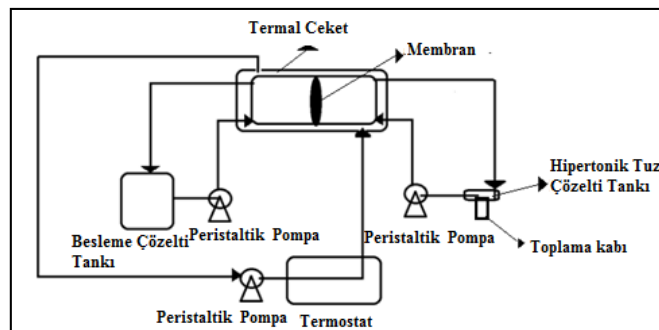 Termal Ceket
Membran
Hipertonik Tuz
Çözelti Tankı
Besleme Çözelti
Tankı
Peristaltik Pompa
Peristaltik Pompa
Toplama kabı
Peristaltik Pompa
Termostat